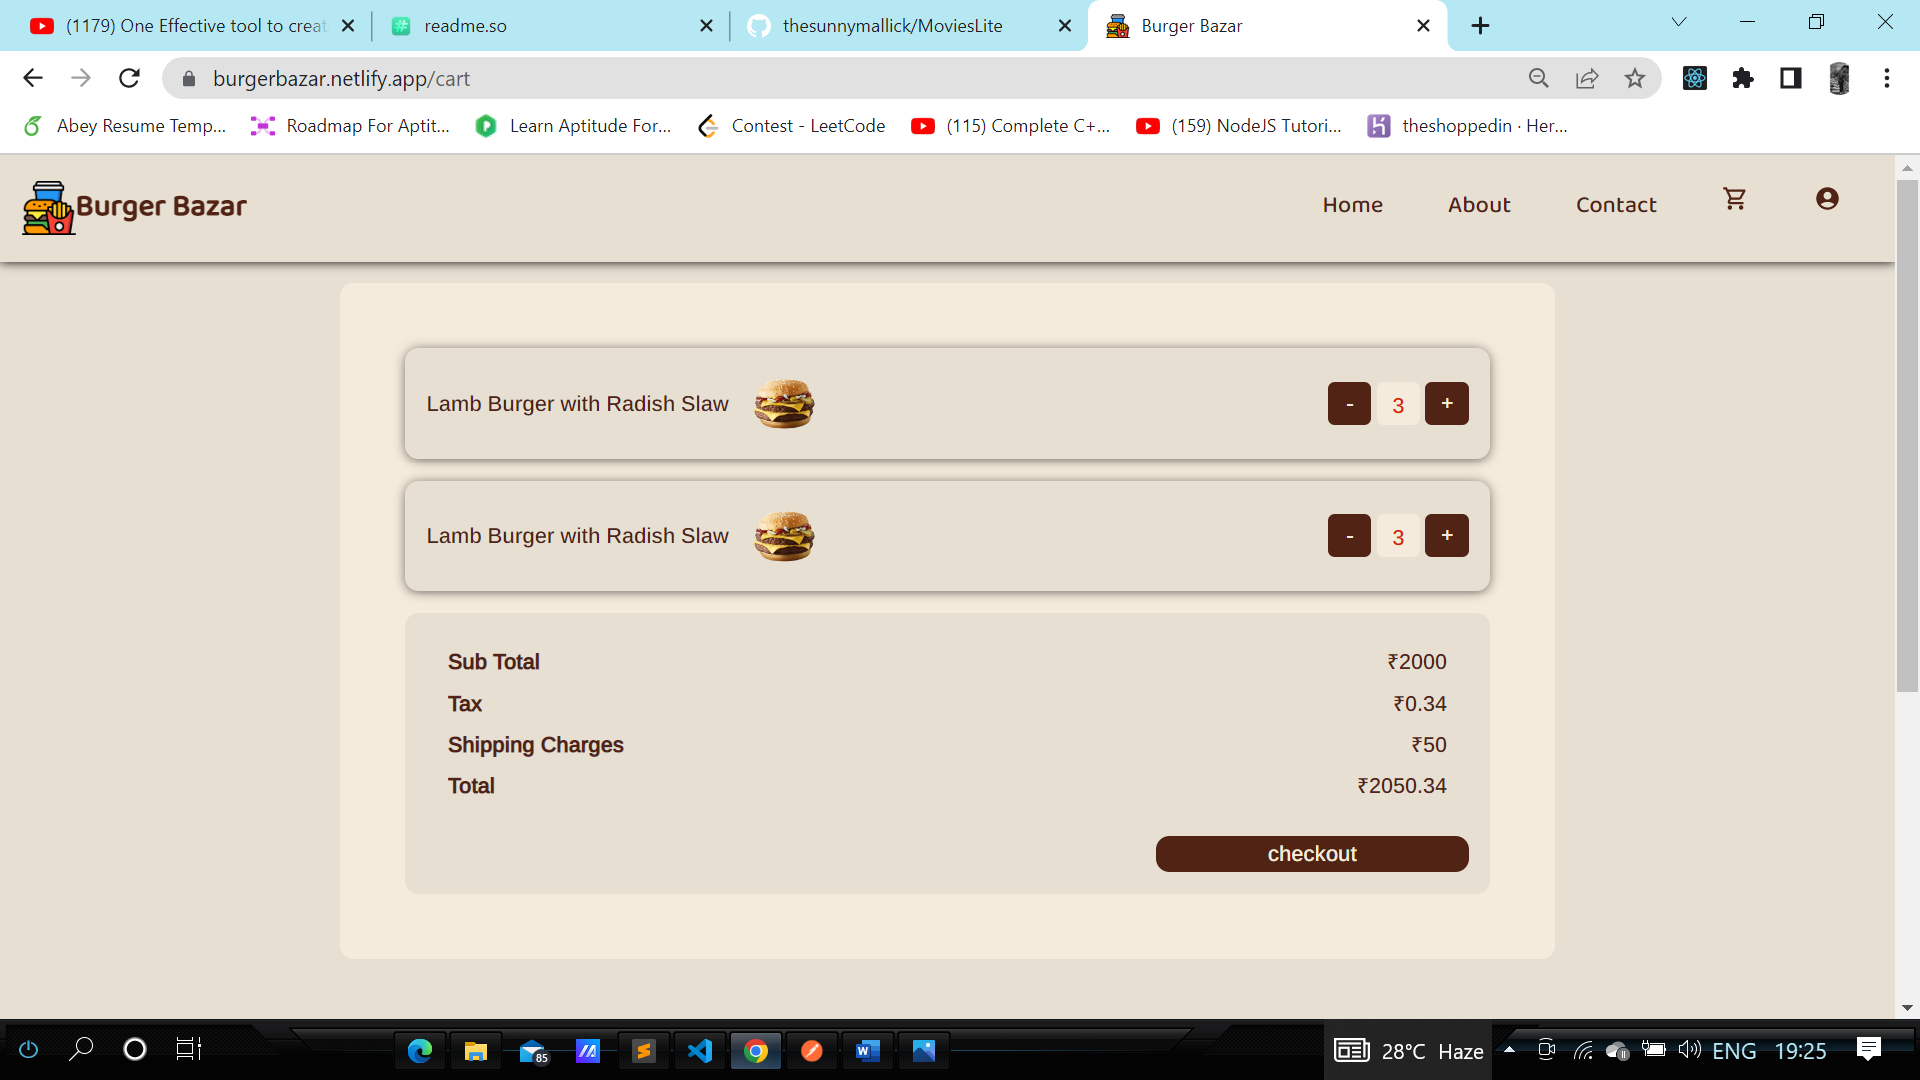 (1179) One Effective tool to creat
readme.so
thesunnymallick/MoviesLite
Burger Bazar
burgerbazar.netlify.app/cart
Abey Resume Temp...
Roadmap For Aptit...
Learn Aptitude For...
Contest - LeetCode
(115) Complete C+...
(159) NodeJS Tutori...
theshoppedin · Her...
Burger Bazar
Home
About
Contact
Lamb Burger with Radish Slaw
- 3 +
Lamb Burger with Radish Slaw
- 3 +
Sub Total ₹2000
Tax ₹0.34
Shipping Charges ₹50
Total ₹2050.34
checkout
85
28°C Haze
ENG
19:25